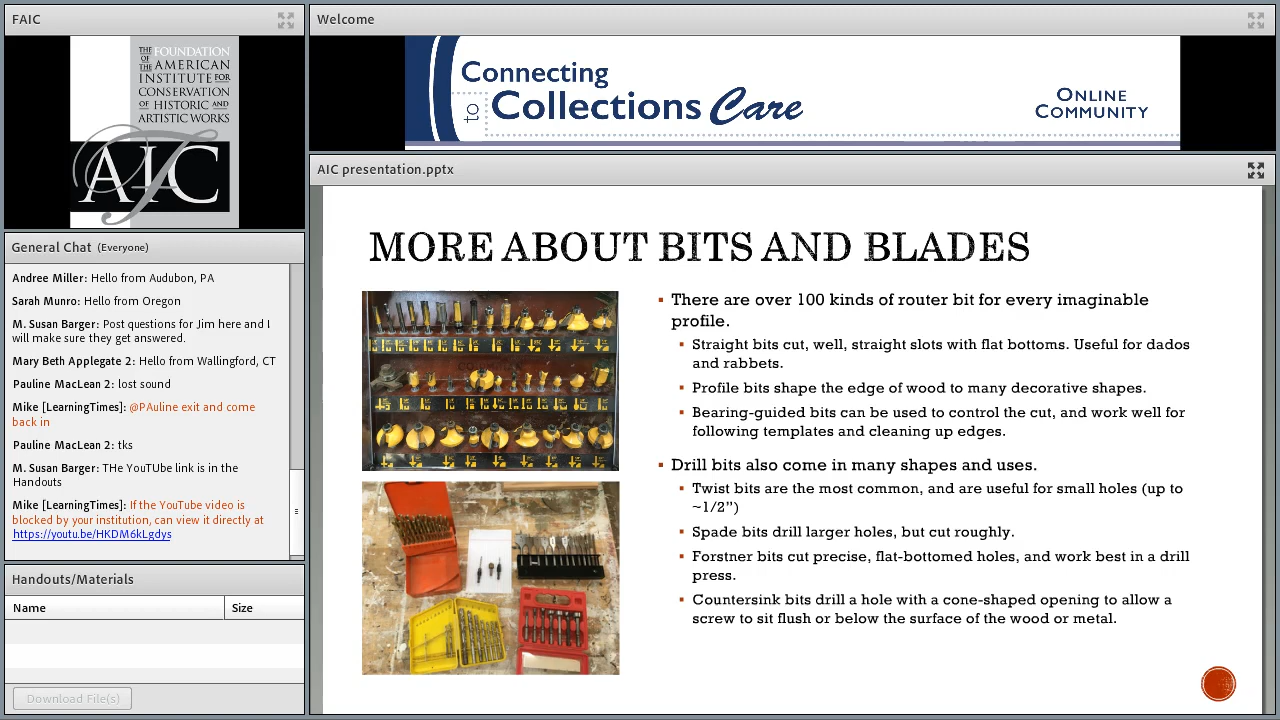 FAIC
THE FOUNDATION
OF THE AMERICAN
INSTITUTE FOR
CONSERVATION
OF HISTORIC AND
ARTISTIC WORKS
AIC
General Chat (Everyone)
Andree Miller: Hello from Audubon, PA
Sarah Munro: Hello from Oregon
M. Susan Barger: Post questions for Jim here and I
will make sure they get answered.
Mary Beth Applegate 2: Hello from Wallingford, CT
Pauline MacLean 2: lost sound
Mike [LearningTimes]: @PAuline exit and come
back in
Pauline MacLean 2: tks
M. Susan Barger: THe YouTUbe link is in the
Handouts
Mike [LearningTimes]: If the YouTube video is
blocked by your institution, can view it directly at
https://youtu.be/HKDM6kLgdys
Handouts/Materials
Name Size
Download File(s)
Welcome
Connecting
to Collections Care
ONLINE
COMMUNITY
AIC presentation.pptx
MORE ABOUT BITS AND BLADES
There are over 100 kinds of router bit for every imaginable
profile.
Straight bits cut, well, straight slots with flat bottoms. Useful for dados
and rabbets.
Profile bits shape the edge of wood to many decorative shapes.
Bearing-guided bits can be used to control the cut, and work well for
following templates and cleaning up edges.
Drill bits also come in many shapes and uses.
Twist bits are the most common, and are useful for small holes (up to
~1/2”)
Spade bits drill larger holes, but cut roughly.
Forstner bits cut precise, flat-bottomed holes, and work best in a drill
press.
Countersink bits drill a hole with a cone-shaped opening to allow a
screw to sit flush or below the surface of the wood or metal.